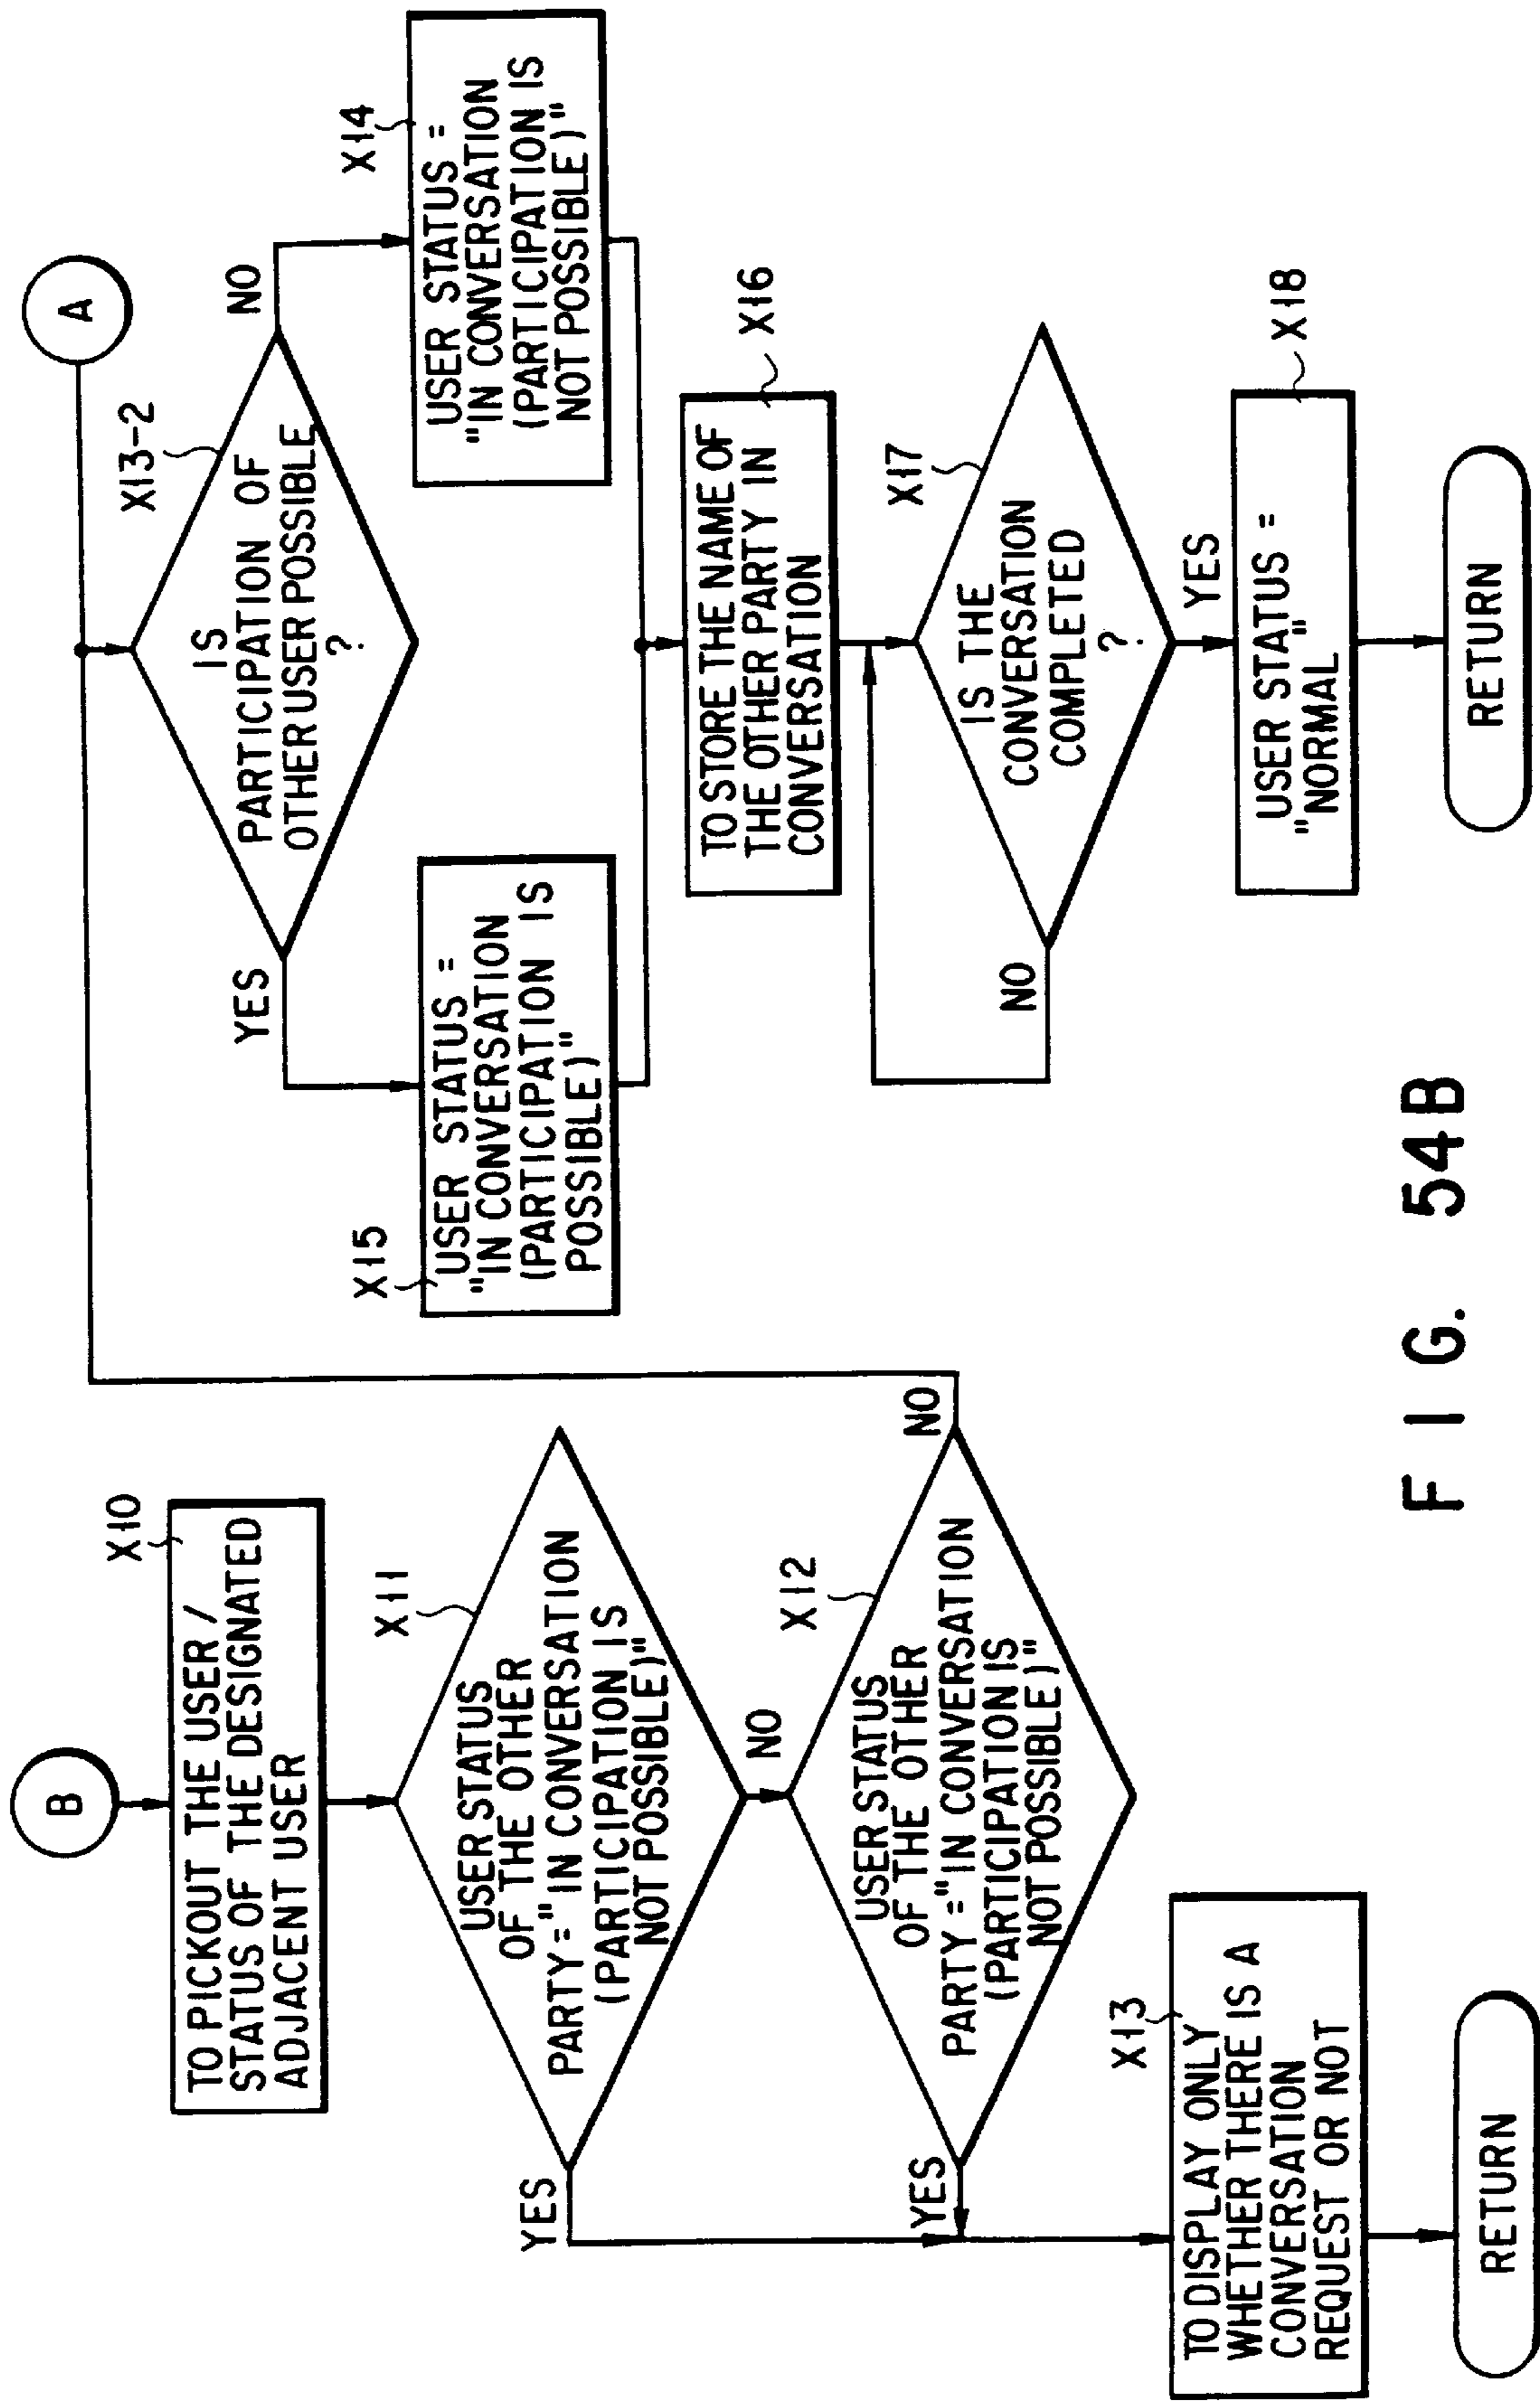 B
X10
TO PICKOUT THE USER /
STATUS OF THE DESIGNATED
ADJACENT USER
X11
USER STATUS
OF THE OTHER
PARTY="IN CONVERSATION
(PARTICIPATION IS
NOT POSSIBLE)"
YES
NO
X12
USER STATUS
OF THE OTHER
PARTY="IN CONVERSATION
(PARTICIPATION IS
NOT POSSIBLE)"
YES
NO
X13
TO DISPLAY ONLY
WHETHER THERE IS A
CONVERSATION
REQUEST OR NOT
RETURN
A
X13-2
IS
PARTICIPATION OF
OTHER USER POSSIBLE
?
YES
NO
X15
USER STATUS =
"IN CONVERSATION
(PARTICIPATION IS
POSSIBLE)"
X14
USER STATUS =
"IN CONVERSATION
(PARTICIPATION IS
NOT POSSIBLE)"
X16
TO STORE THE NAME OF
THE OTHER PARTY IN
CONVERSATION
X17
IS THE
CONVERSATION
COMPLETED
?
NO
YES
X18
USER STATUS =
"NORMAL"
RETURN
FIG. 54B